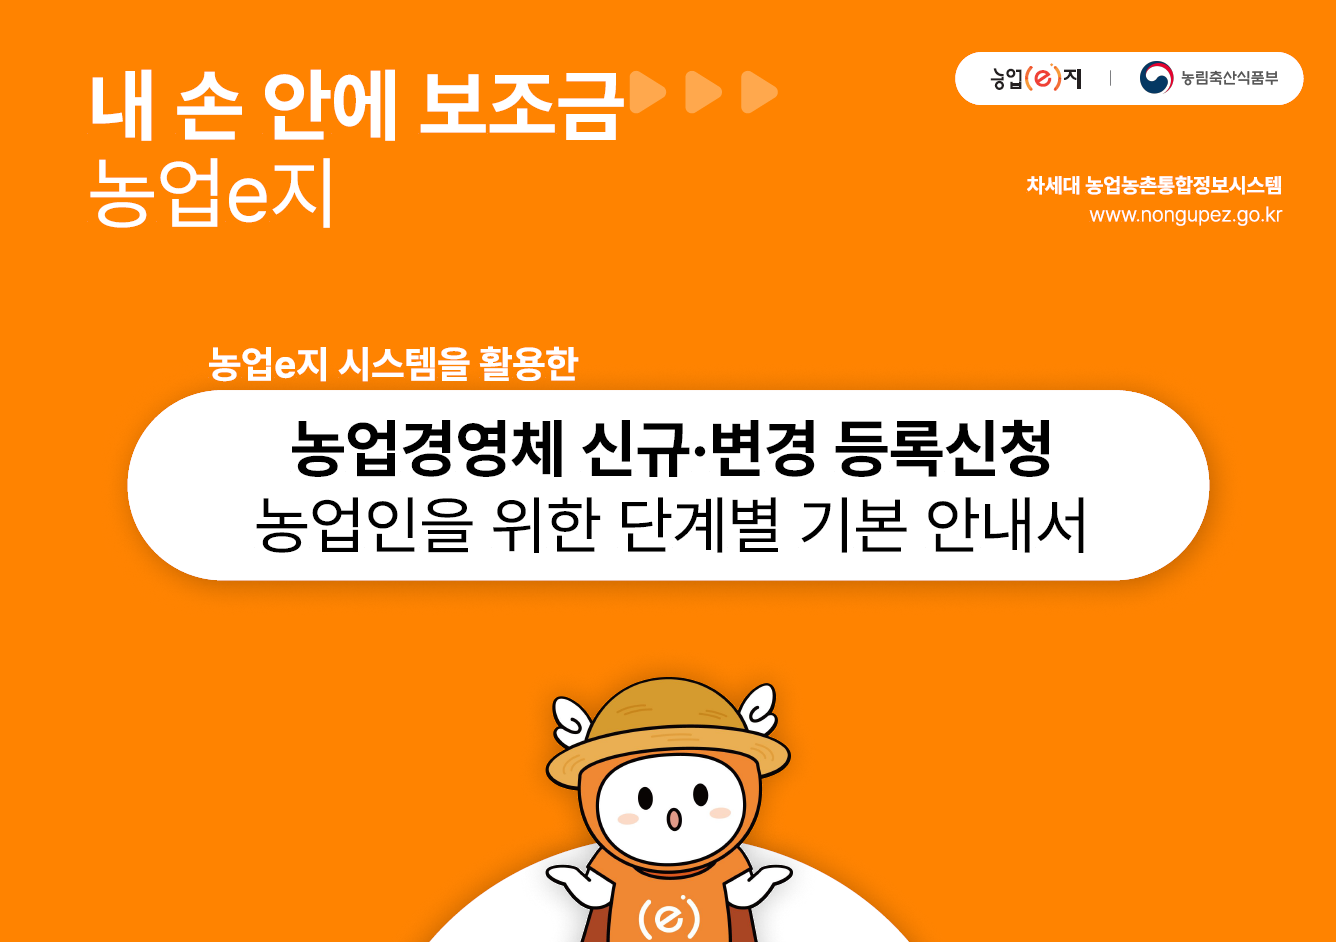 내 손 안에 보조금
농업e지
농업(e)지 | 농림축산식품부
차세대 농업농촌통합정보시스템
www.nongupez.go.kr
농업e지 시스템을 활용한
농업경영체 신규·변경 등록신청
농업인을 위한 단계별 기본 안내서
(e)